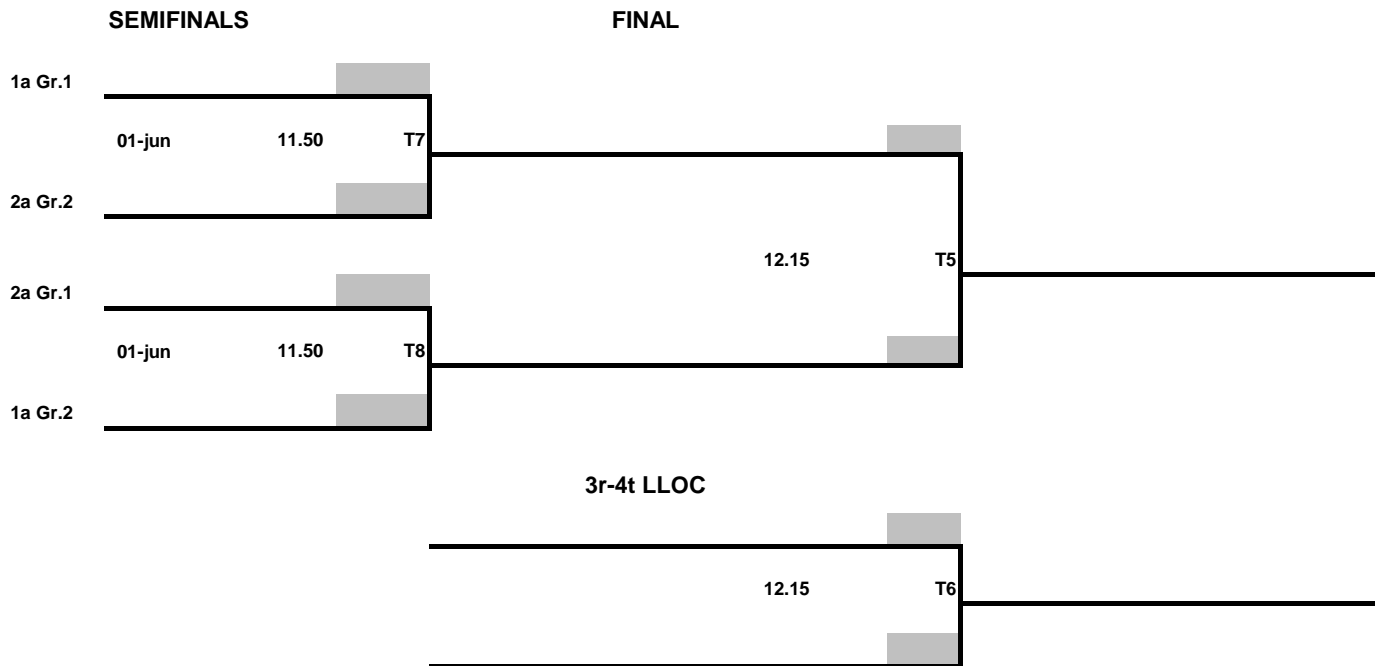 SEMIFINALS FINAL
1a Gr.1
01-jun 11.50 T7
2a Gr.2
12.15 T5
2a Gr.1
01-jun 11.50 T8
1a Gr.2
3r-4t LLOC
12.15 T6